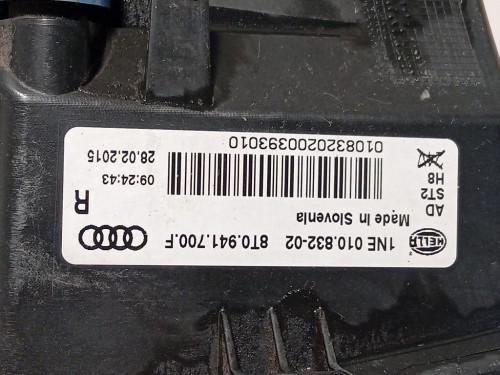 HELLA
1NE 010.832-02
8T0.941.700.F
Made in Slovenia
R
AD
ST2
H8
09:24:43
28.02.2015
0108320200393010